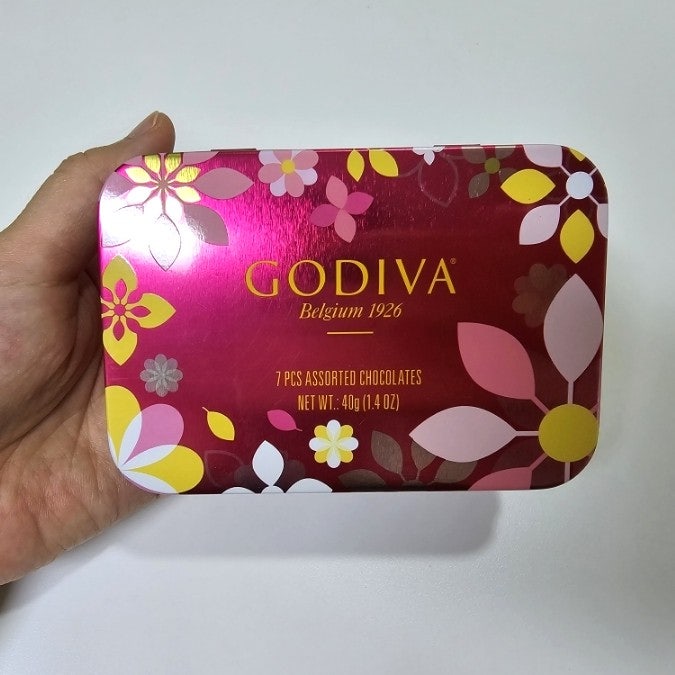 GODIVA®
Belgium 1926
7 PCS ASSORTED CHOCOLATES
NET WT.: 40g (1.4 OZ)